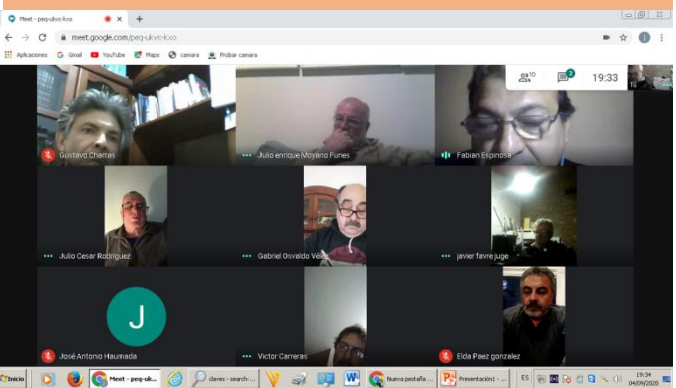 Meet - peq-ukvc-kxo
meet.google.com/peq-ukvc-kxo
Aplicaciones Gmail YouTube Maps camara Probar camara
10 2 19:33
Tú
Gustavo Charras
Julio enrique Moyano Funes
Fabian Espinosa
Julio Cesar Rodriguez
Gabriel Osvaldo Vélez
javier favre juge
J
José Antonio Haumada
Victor Carreras
Elda Paez gonzalez
Inicio Meet - peq-uk... claves - search-... Nueva pestaña ... Presentación1 - ... ES 19:34
04/09/2020